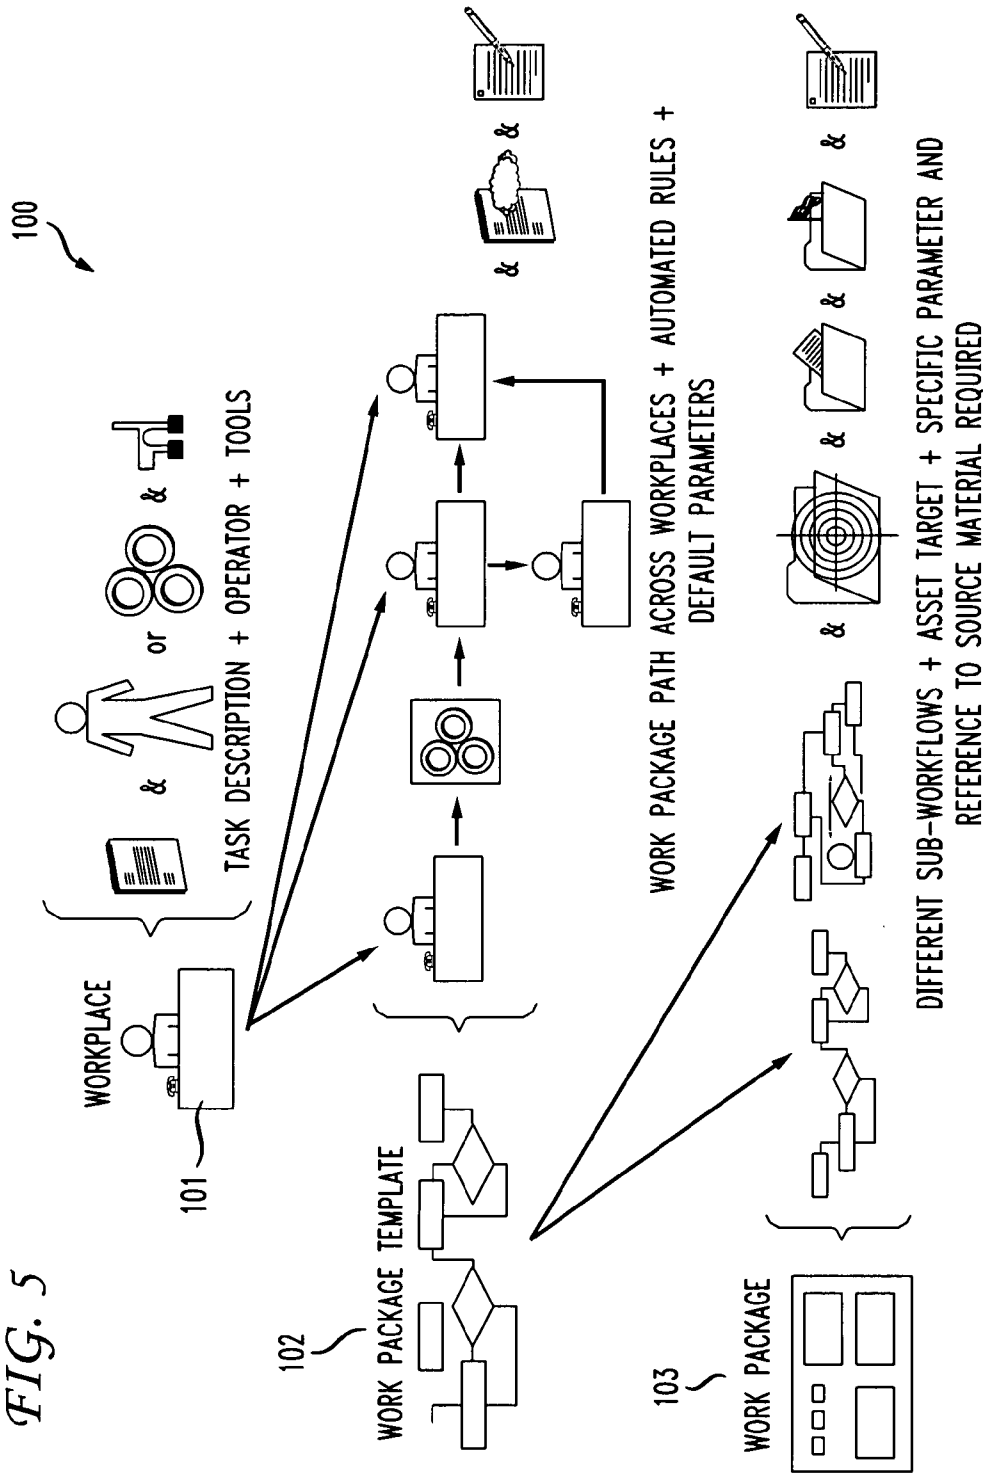 FIG. 5
100
WORKPLACE
101
& or &
TASK DESCRIPTION + OPERATOR + TOOLS
102
WORK PACKAGE TEMPLATE
& &
WORK PACKAGE PATH ACROSS WORKPLACES + AUTOMATED RULES +
DEFAULT PARAMETERS
103
WORK PACKAGE
& & & &
DIFFERENT SUB-WORKFLOWS + ASSET TARGET + SPECIFIC PARAMETER AND
REFERENCE TO SOURCE MATERIAL REQUIRED